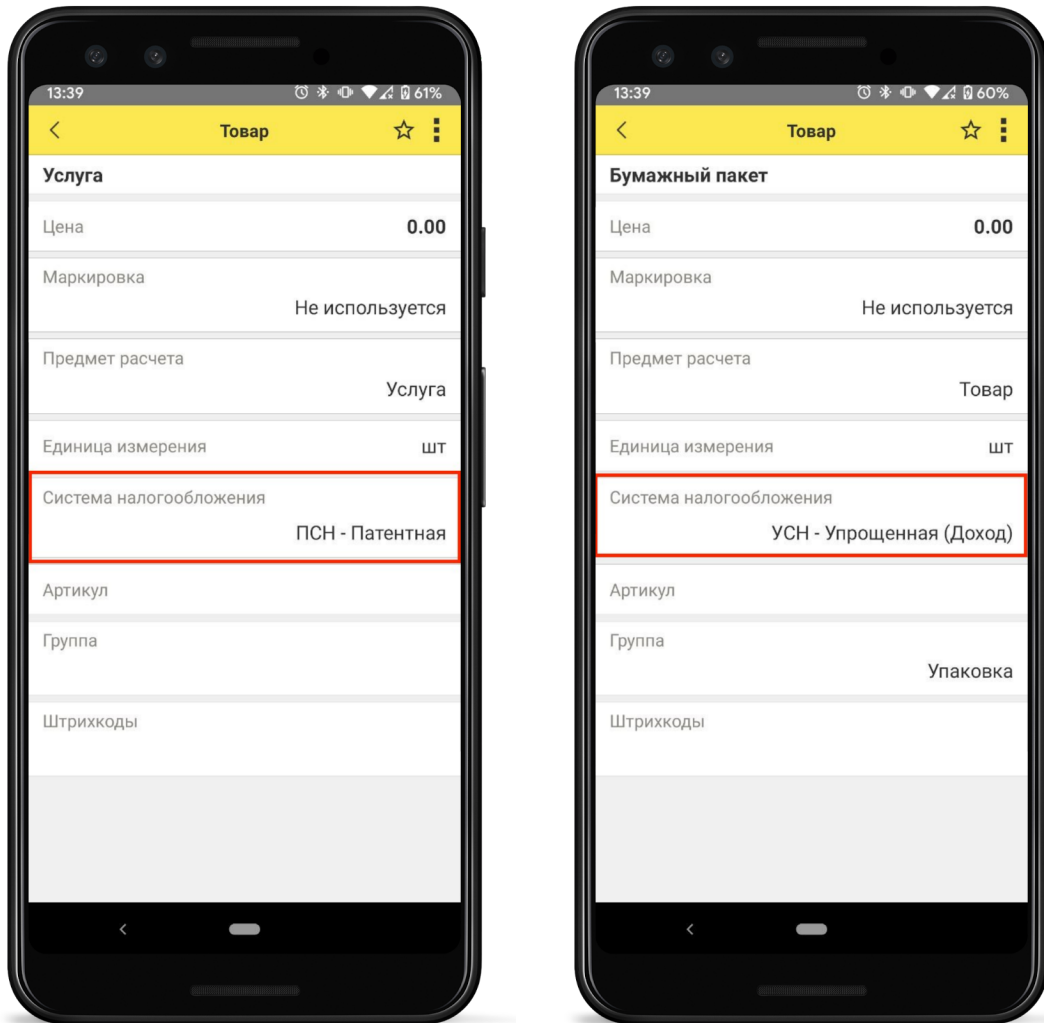 13:39 61%
Товар
Услуга
Цена 0.00
Маркировка
Не используется
Предмет расчета
Услуга
Единица измерения шт
Система налогообложения
ПСН - Патентная
Артикул
Группа
Штрихкоды
13:39 60%
Товар
Бумажный пакет
Цена 0.00
Маркировка
Не используется
Предмет расчета
Товар
Единица измерения шт
Система налогообложения
УСН - Упрощенная (Доход)
Артикул
Группа
Упаковка
Штрихкоды